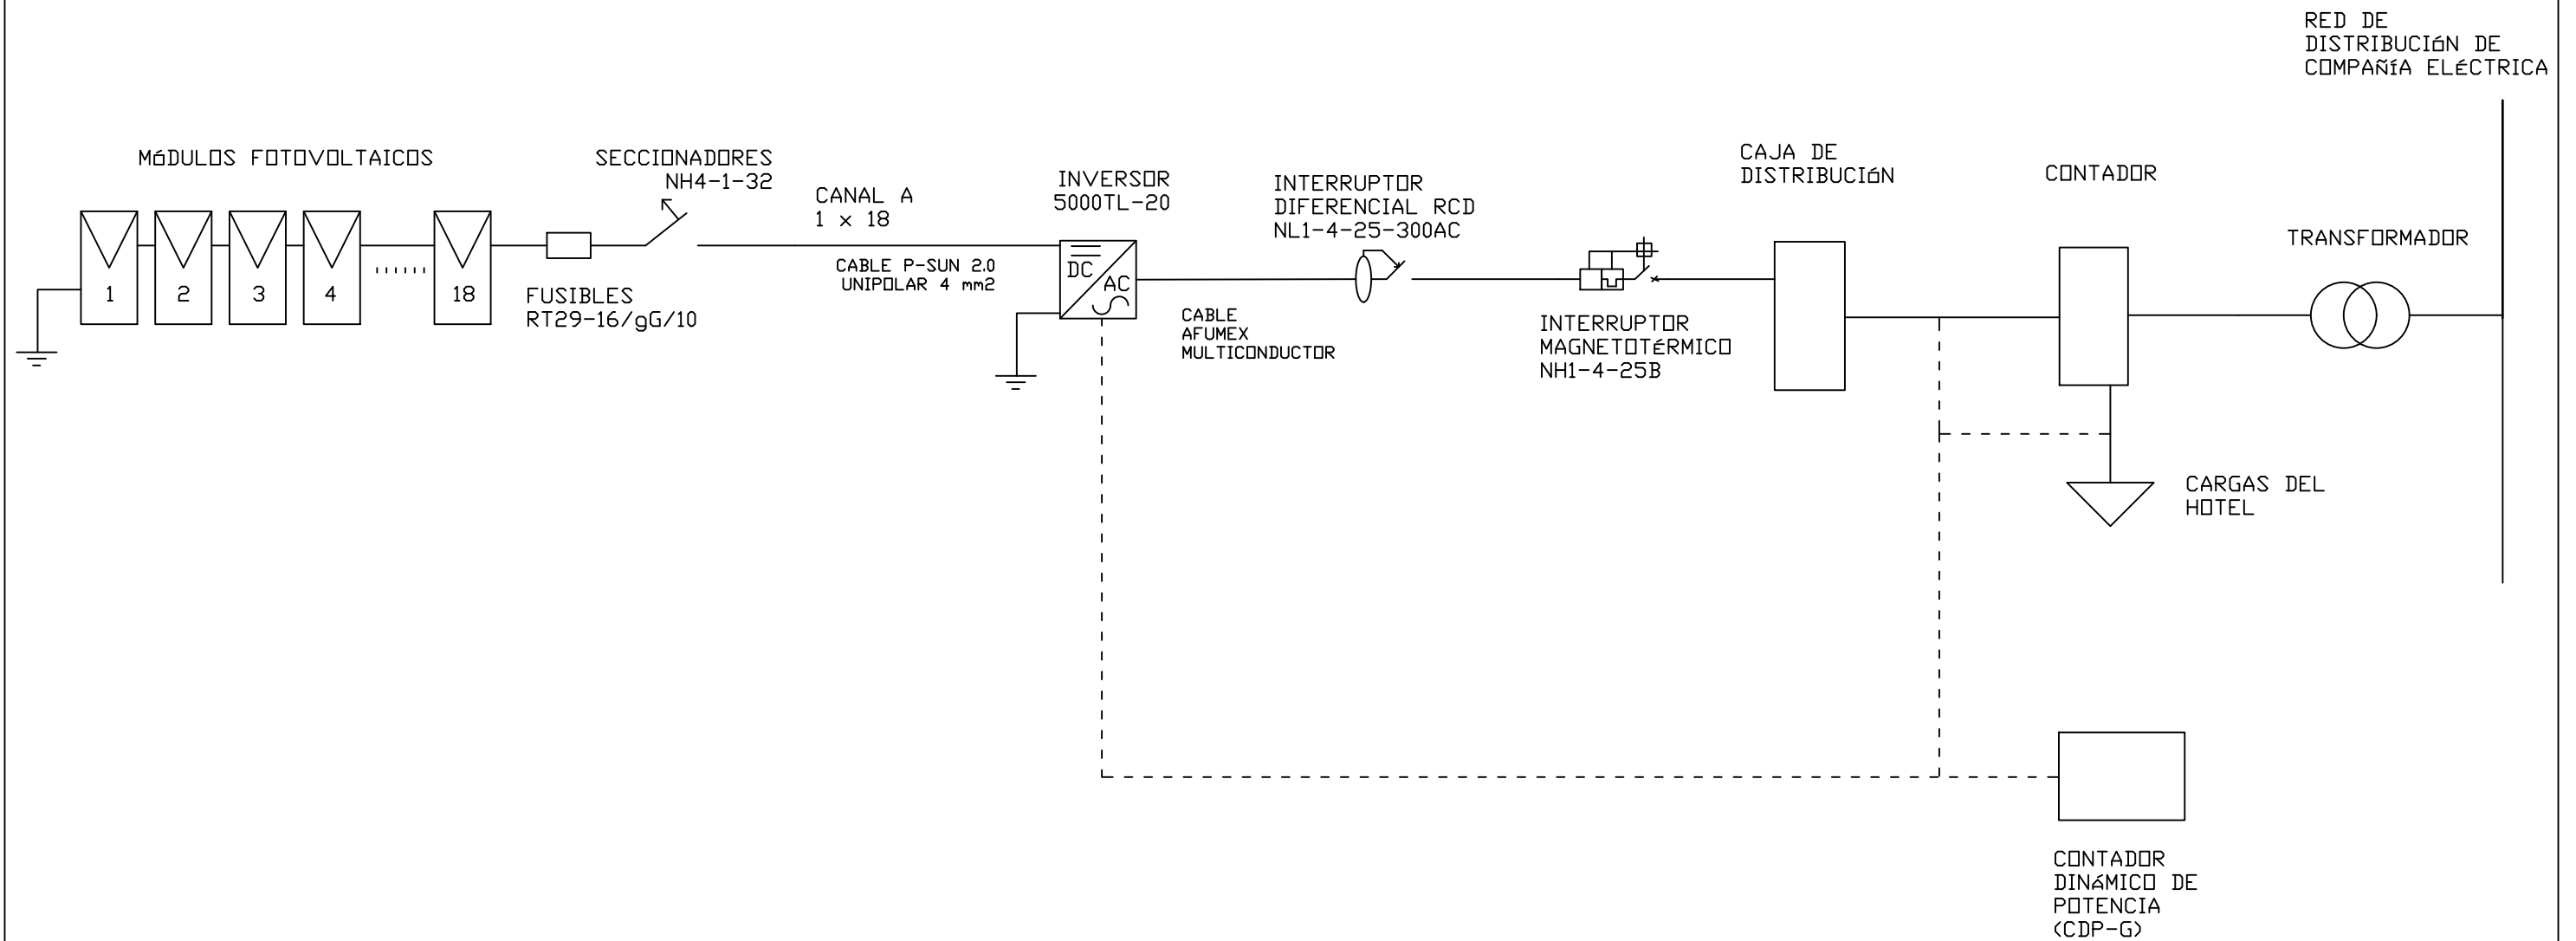 RED DE
DISTRIBUCIóN DE
COMPAÑíA ELéCTRICA
MóDULOS FOTOVOLTAICOS
SECCIONADORES
NH4-1-32
CANAL A
1 x 18
INVERSOR
5000TL-20
INTERRUPTOR
DIFERENCIAL RCD
NL1-4-25-300AC
CAJA DE
DISTRIBUCIóN
CONTADOR
TRANSFORMADOR
1
2
3
4
18
FUSIBLES
RT29-16/gG/10
CABLE P-SUN 2.0
UNIPOLAR 4 mm2
DC
AC
CABLE
AFUMEX
MULTICONDUCTOR
INTERRUPTOR
MAGNETOTéRMICO
NH1-4-25B
CARGAS DEL
HOTEL
CONTADOR
DINáMICO DE
POTENCIA
(CDP-G)